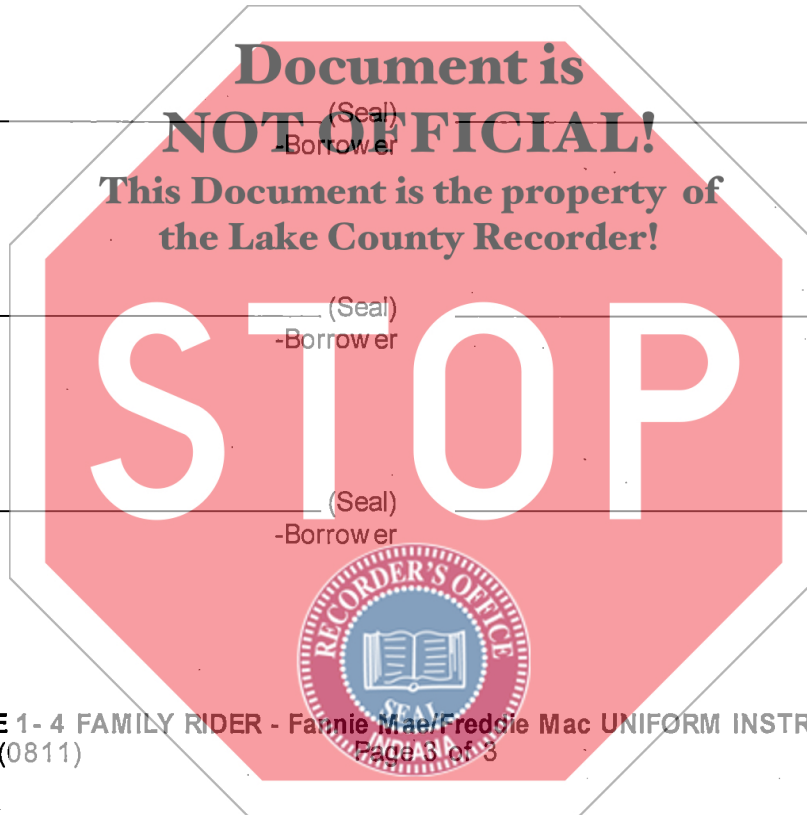 Document is
NOT OFFICIAL!
This Document is the property of
the Lake County Recorder!
(Seal)
-Borrower
(Seal)
-Borrower
STOP
(Seal)
-Borrower
RECORDER'S OFFICE
SEAL
INDIANA
1-4 FAMILY RIDER - Fannie Mae/Freddie Mac UNIFORM
(0811)
Page 3 of 3